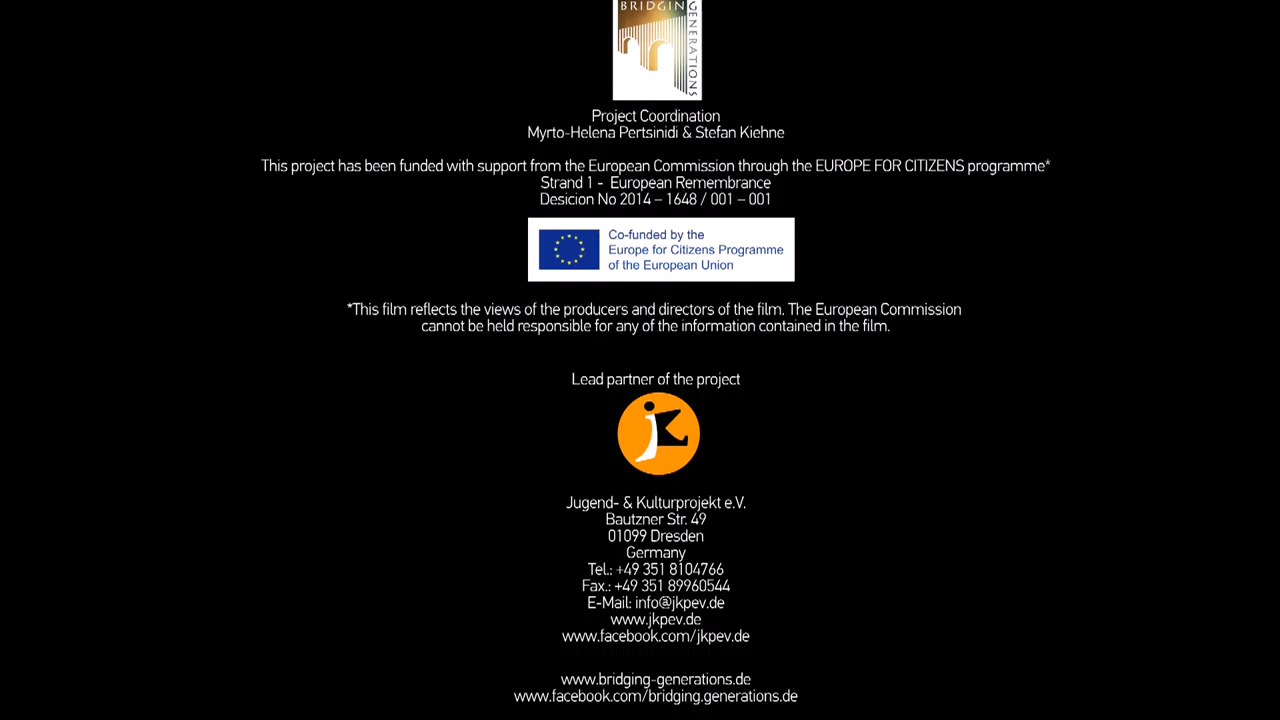 BRIDGIN
GENERATIONS
Project Coordination
Myrto-Helena Pertsinidi & Stefan Kiehne
This project has been funded with support from the European Commission through the EUROPE FOR CITIZENS programme*
Strand 1 - European Remembrance
Desicion No 2014 – 1648 / 001 – 001
Co-funded by the
Europe for Citizens Programme
of the European Union
*This film reflects the views of the producers and directors of the film. The European Commission
cannot be held responsible for any of the information contained in the film.
Lead partner of the project
Jugend- & Kulturprojekt e.V.
Bautzner Str. 49
01099 Dresden
Germany
Tel.: +49 351 8104766
Fax.: +49 351 89960544
E-Mail: info@jkpev.de
www.jkpev.de
www.facebook.com/jkpev.de
www.bridging-generations.de
www.facebook.com/bridging.generations.de